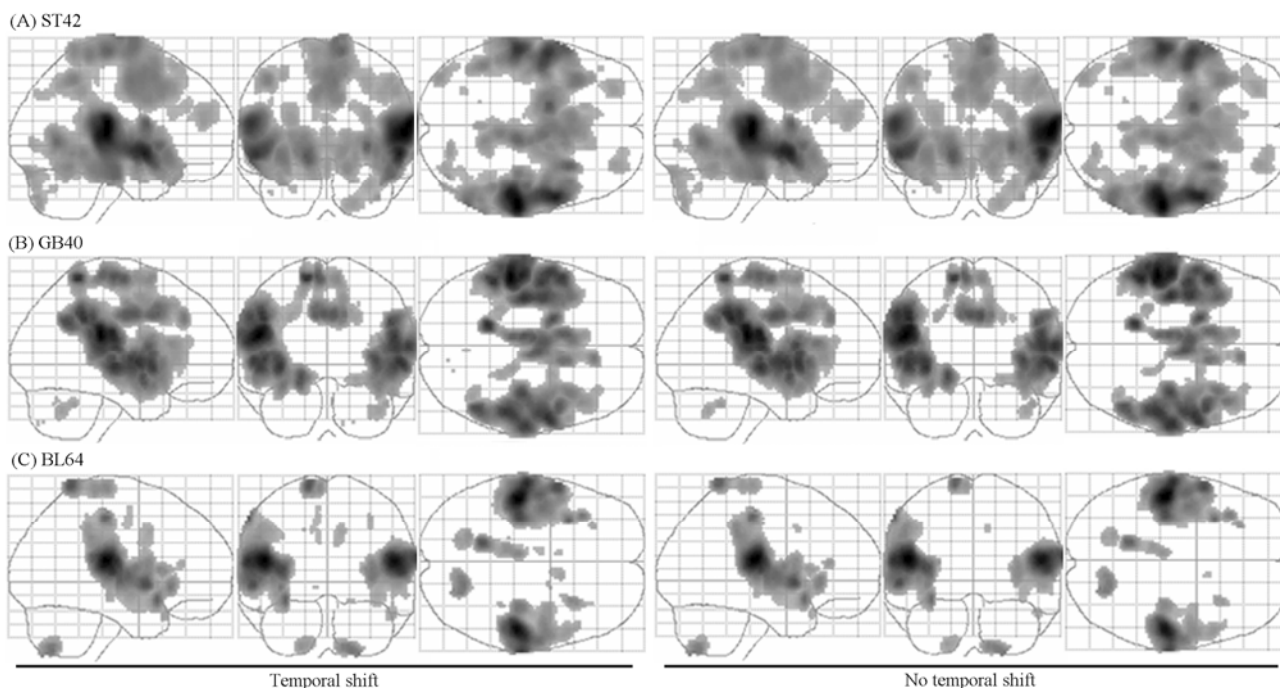 (A) ST42
(B) GB40
(C) BL64
Temporal shift
No temporal shift